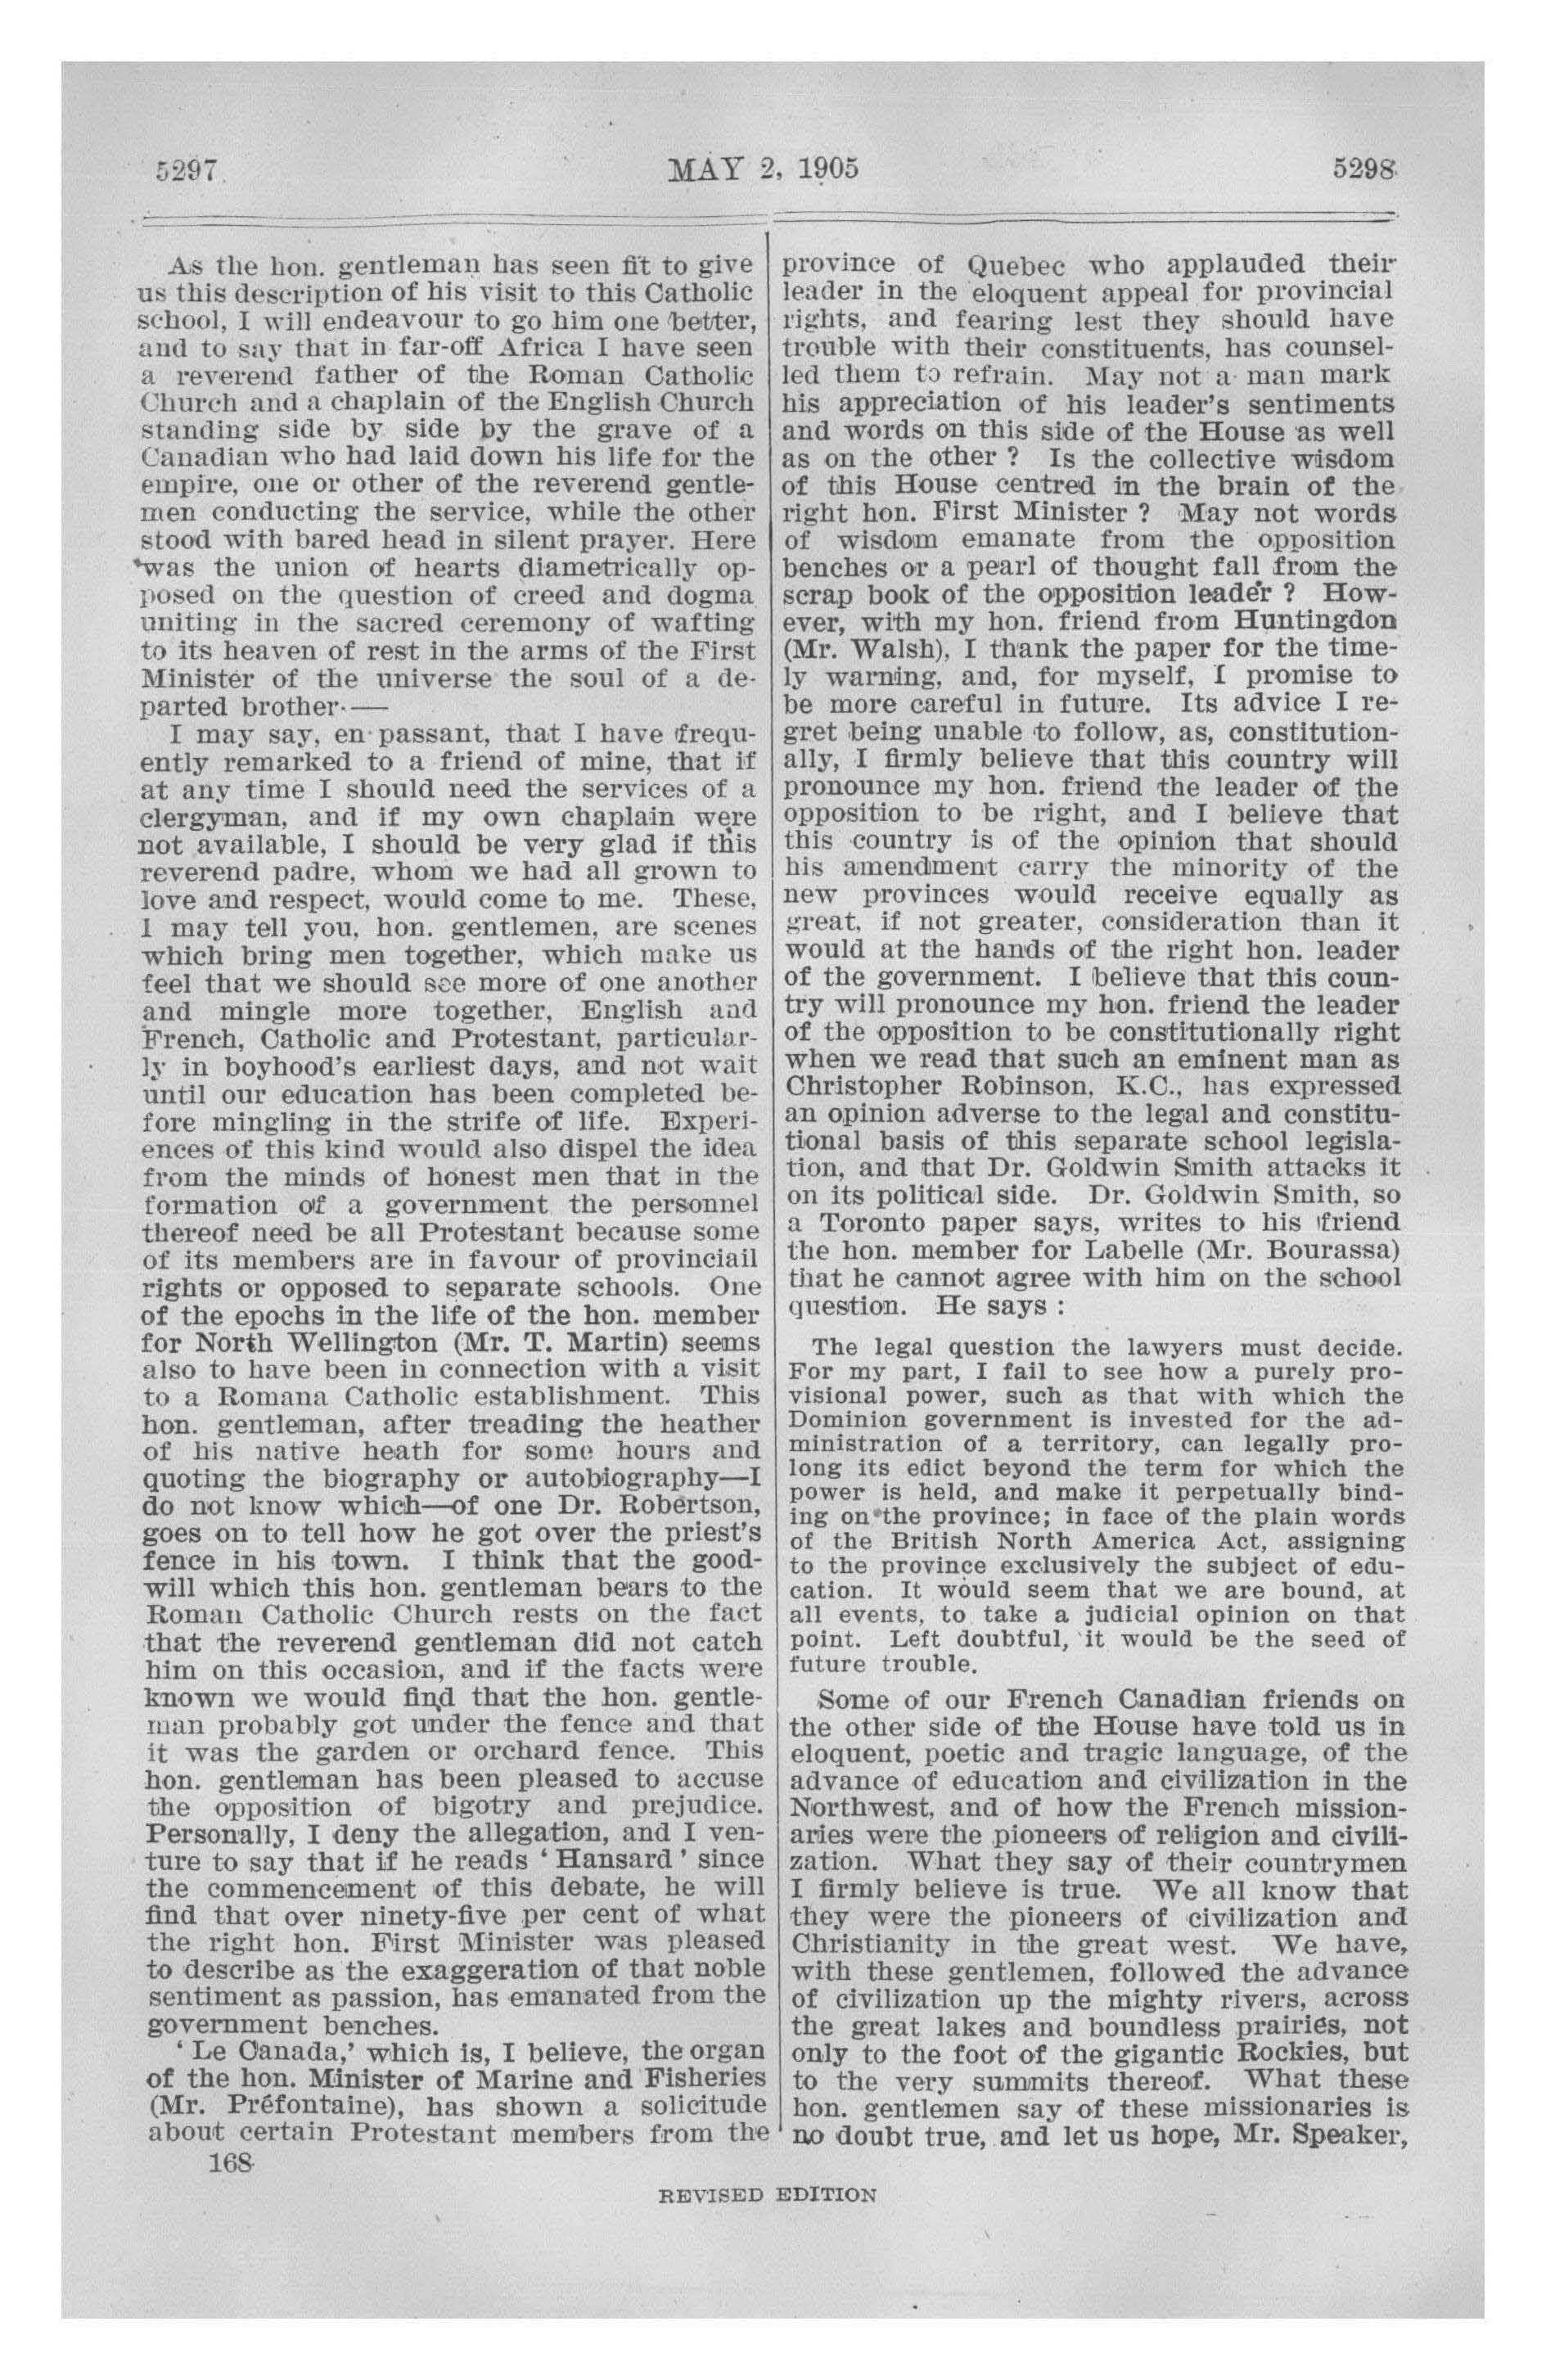 5297
MAY 2, 1905
5298
As the hon. gentleman has seen fit to give
us this description of his visit to this Catholic
school, I will endeavour to go him one better,
and to say that in far-off Africa I have seen
a reverend father of the Roman Catholic
Church and a chaplain of the English Church
standing side by side by the grave of a
Canadian who had laid down his life for the
empire, one or other of the reverend gentle-
men conducting the service, while the other
stood with bared head in silent prayer. Here
was the union of hearts diametrically op-
posed on the question of creed and dogma
uniting in the sacred ceremony of wafting
to its heaven of rest in the arms of the First
Minister of the universe the soul of a de-
parted brother.—
I may say, en passant, that I have frequ-
ently remarked to a friend of mine, that if
at any time I should need the services of a
clergyman, and if my own chaplain were
not available, I should be very glad if this
reverend padre, whom we had all grown to
love and respect, would come to me. These,
I may tell you, hon. gentlemen, are scenes
which bring men together, which make us
feel that we should see more of one another
and mingle more together, English and
French, Catholic and Protestant, particular-
ly in boyhood's earliest days, and not wait
until our education has been completed be-
fore mingling in the strife of life. Experi-
ences of this kind would also dispel the idea
from the minds of honest men that in the
formation of a government the personnel
thereof need be all Protestant because some
of its members are in favour of provinciail
rights or opposed to separate schools. One
of the epochs in the life of the hon. member
for North Wellington (Mr. T. Martin) seems
also to have been in connection with a visit
to a Romana Catholic establishment. This
hon. gentleman, after treading the heather
of his native heath for some hours and
quoting the biography or autobiography—I
do not know which—of one Dr. Robertson,
goes on to tell how he got over the priest's
fence in his town. I think that the good-
will which this hon. gentleman bears to the
Roman Catholic Church rests on the fact
that the reverend gentleman did not catch
him on this occasion, and if the facts were
known we would find that the hon. gentle-
man probably got under the fence and that
it was the garden or orchard fence. This
hon. gentleman has been pleased to accuse
the opposition of bigotry and prejudice.
Personally, I deny the allegation, and I ven-
ture to say that if he reads ‘ Hansard ’ since
the commencement of this debate, he will
find that over ninety-five per cent of what
the right hon. First Minister was pleased
to describe as the exaggeration of that noble
sentiment as passion, has emanated from the
government benches.
‘ Le Canada,’ which is, I believe, the organ
of the hon. Minister of Marine and Fisheries
(Mr. Préfontaine), has shown a solicitude
about certain Protestant members from the
168
province of Quebec who applauded their
leader in the eloquent appeal for provincial
rights, and fearing lest they should have
trouble with their constituents, has counsel-
led them to refrain. May not a man mark
his appreciation of his leader's sentiments
and words on this side of the House as well
as on the other ? Is the collective wisdom
of this House centred in the brain of the
right hon. First Minister ? May not words
of wisdom emanate from the opposition
benches or a pearl of thought fall from the
scrap book of the opposition leader ? How-
ever, with my hon. friend from Huntingdon
(Mr. Walsh), I thank the paper for the time-
ly warning, and, for myself, I promise to
be more careful in future. Its advice I re-
gret being unable to follow, as, constitution-
ally, I firmly believe that this country will
pronounce my hon. friend the leader of the
opposition to be right, and I believe that
this country is of the opinion that should
his amendment carry the minority of the
new provinces would receive equally as
great, if not greater, consideration than it
would at the hands of the right hon. leader
of the government. I believe that this coun-
try will pronounce my hon. friend the leader
of the opposition to be constitutionally right
when we read that such an eminent man as
Christopher Robinson, K.C., has expressed
an opinion adverse to the legal and constitu-
tional basis of this separate school legisla-
tion, and that Dr. Goldwin Smith attacks it
on its political side. Dr. Goldwin Smith, so
a Toronto paper says, writes to his friend
the hon. member for Labelle (Mr. Bourassa)
that he cannot agree with him on the school
question. He says :
The legal question the lawyers must decide.
For my part, I fail to see how a purely pro-
visional power, such as that with which the
Dominion government is invested for the ad-
ministration of a territory, can legally pro-
long its edict beyond the term for which the
power is held, and make it perpetually bind-
ing on the province; in face of the plain words
of the British North America Act, assigning
to the province exclusively the subject of edu-
cation. It would seem that we are bound, at
all events, to take a judicial opinion on that
point. Left doubtful, it would be the seed of
future trouble.
Some of our French Canadian friends on
the other side of the House have told us in
eloquent, poetic and tragic language, of the
advance of education and civilization in the
Northwest, and of how the French mission-
aries were the pioneers of religion and civili-
zation. What they say of their countrymen
I firmly believe is true. We all know that
they were the pioneers of civilization and
Christianity in the great west. We have,
with these gentlemen, followed the advance
of civilization up the mighty rivers, across
the great lakes and boundless prairies, not
only to the foot of the gigantic Rockies, but
to the very summits thereof. What these
hon. gentlemen say of these missionaries is
no doubt true, and let us hope, Mr. Speaker,
REVISED EDITION